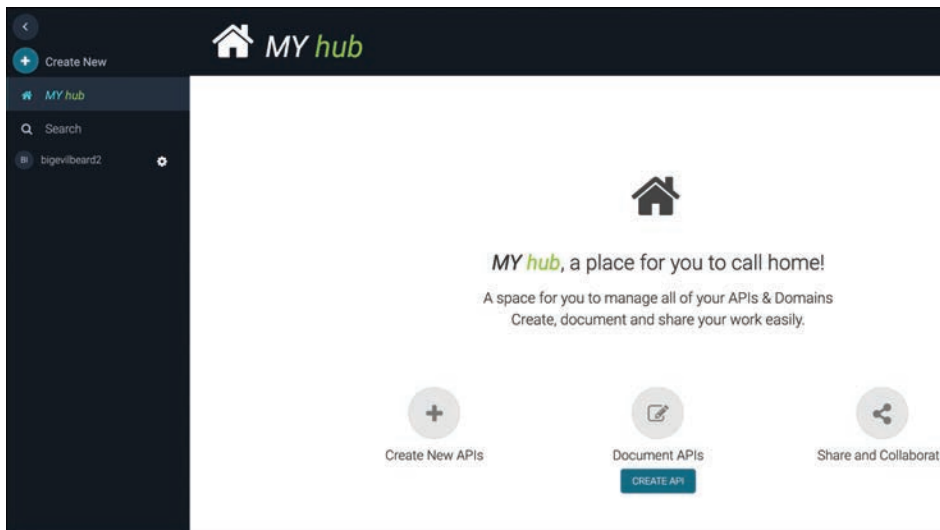 Create New
MY hub
Search
BI bigevilbeard2
MY hub
MY hub, a place for you to call home!
A space for you to manage all of your APIs & Domains
Create, document and share your work easily.
Create New APIs
Document APIs
Share and Collaborat
CREATE API